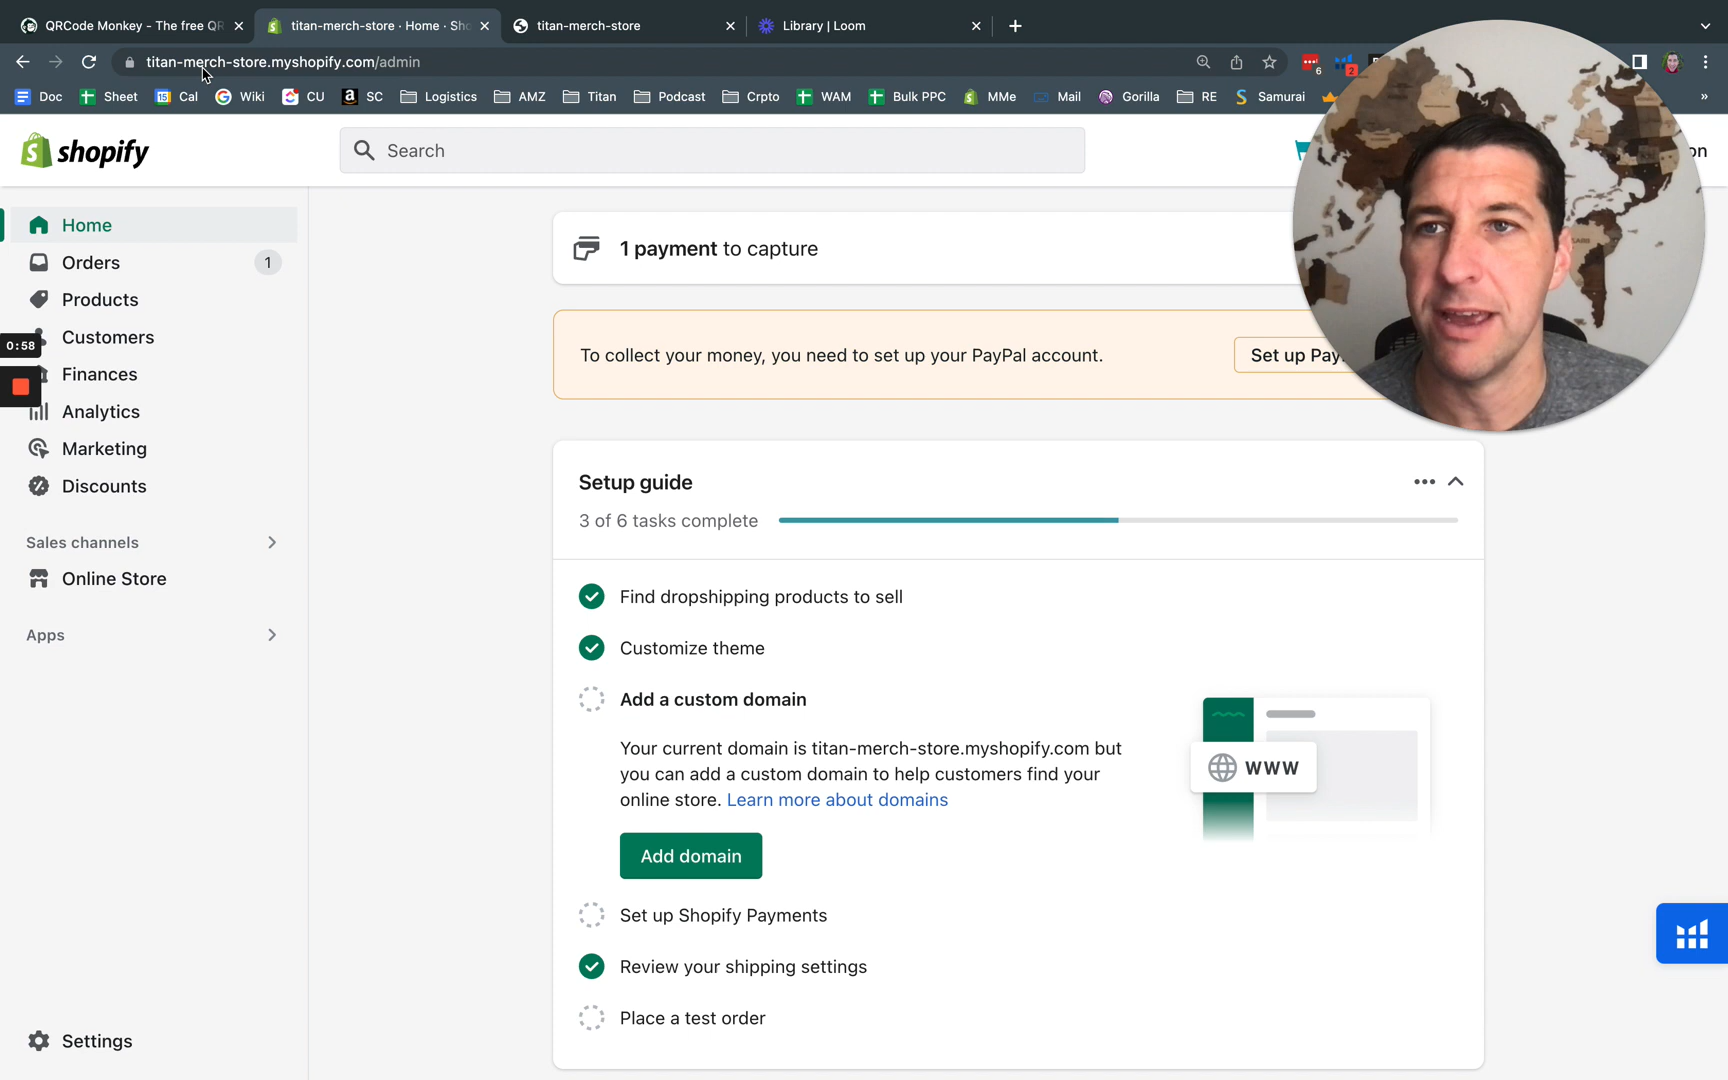 QRCode Monkey - The free QR
titan-merch-store · Home · Sho
titan-merch-store
Library | Loom
titan-merch-store.myshopify.com/admin
6
2
Doc
Sheet
15
Cal
Wiki
CU
SC
Logistics
AMZ
Titan
Podcast
Crpto
WAM
Bulk PPC
MMe
Mail
Gorilla
RE
Samurai
»
shopify
Search
on
Home
Orders
1
Products
Customers
0:58
Finances
Analytics
Marketing
Discounts
Sales channels
Online Store
Apps
Settings
1 payment to capture
To collect your money, you need to set up your PayPal account.
Set up Pay
Setup guide
3 of 6 tasks complete
Find dropshipping products to sell
Customize theme
Add a custom domain
Your current domain is titan-merch-store.myshopify.com but
you can add a custom domain to help customers find your
online store. Learn more about domains
WWW
Add domain
Set up Shopify Payments
Review your shipping settings
Place a test order